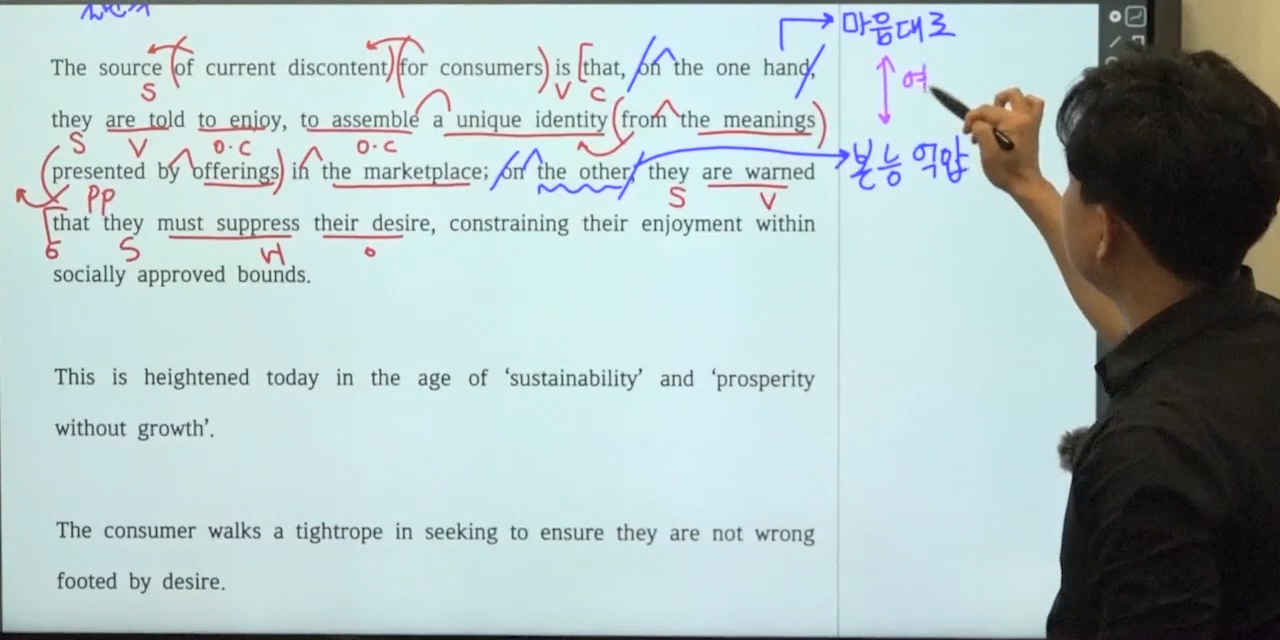 마음대로
The source of current discontent for consumers is that, on the one hand,
S V C
여
they are told to enjoy, to assemble a unique identity from the meanings
S V O·C O·C
presented by offerings in the marketplace; on the other, they are warned
본능 억압
PP S V
that they must suppress their desire, constraining their enjoyment within
S V o
socially approved bounds.
This is heightened today in the age of ‘sustainability’ and ‘prosperity
without growth’.
The consumer walks a tightrope in seeking to ensure they are not wrong
footed by desire.